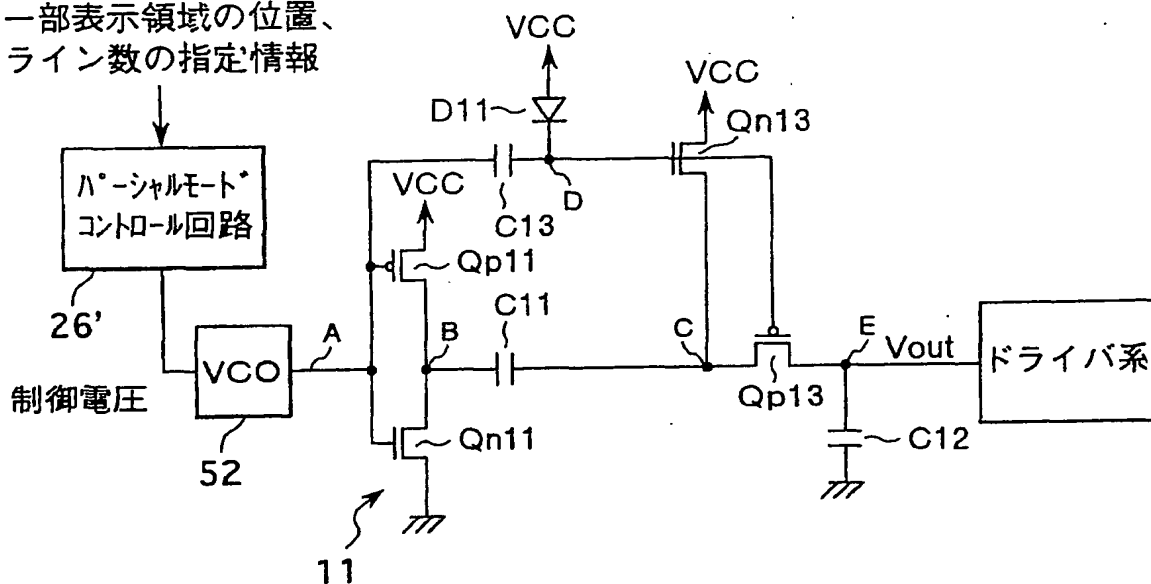 一部表示領域の位置、
ライン数の指定情報
パーシャルモード
コントロール回路
26'
VCO
52
制御電圧
A
VCC
Qp11
B
Qn11
11
C13
C11
VCC
D11
D
VCC
Qn13
C
Qp13
E
Vout
C12
ドライバ系